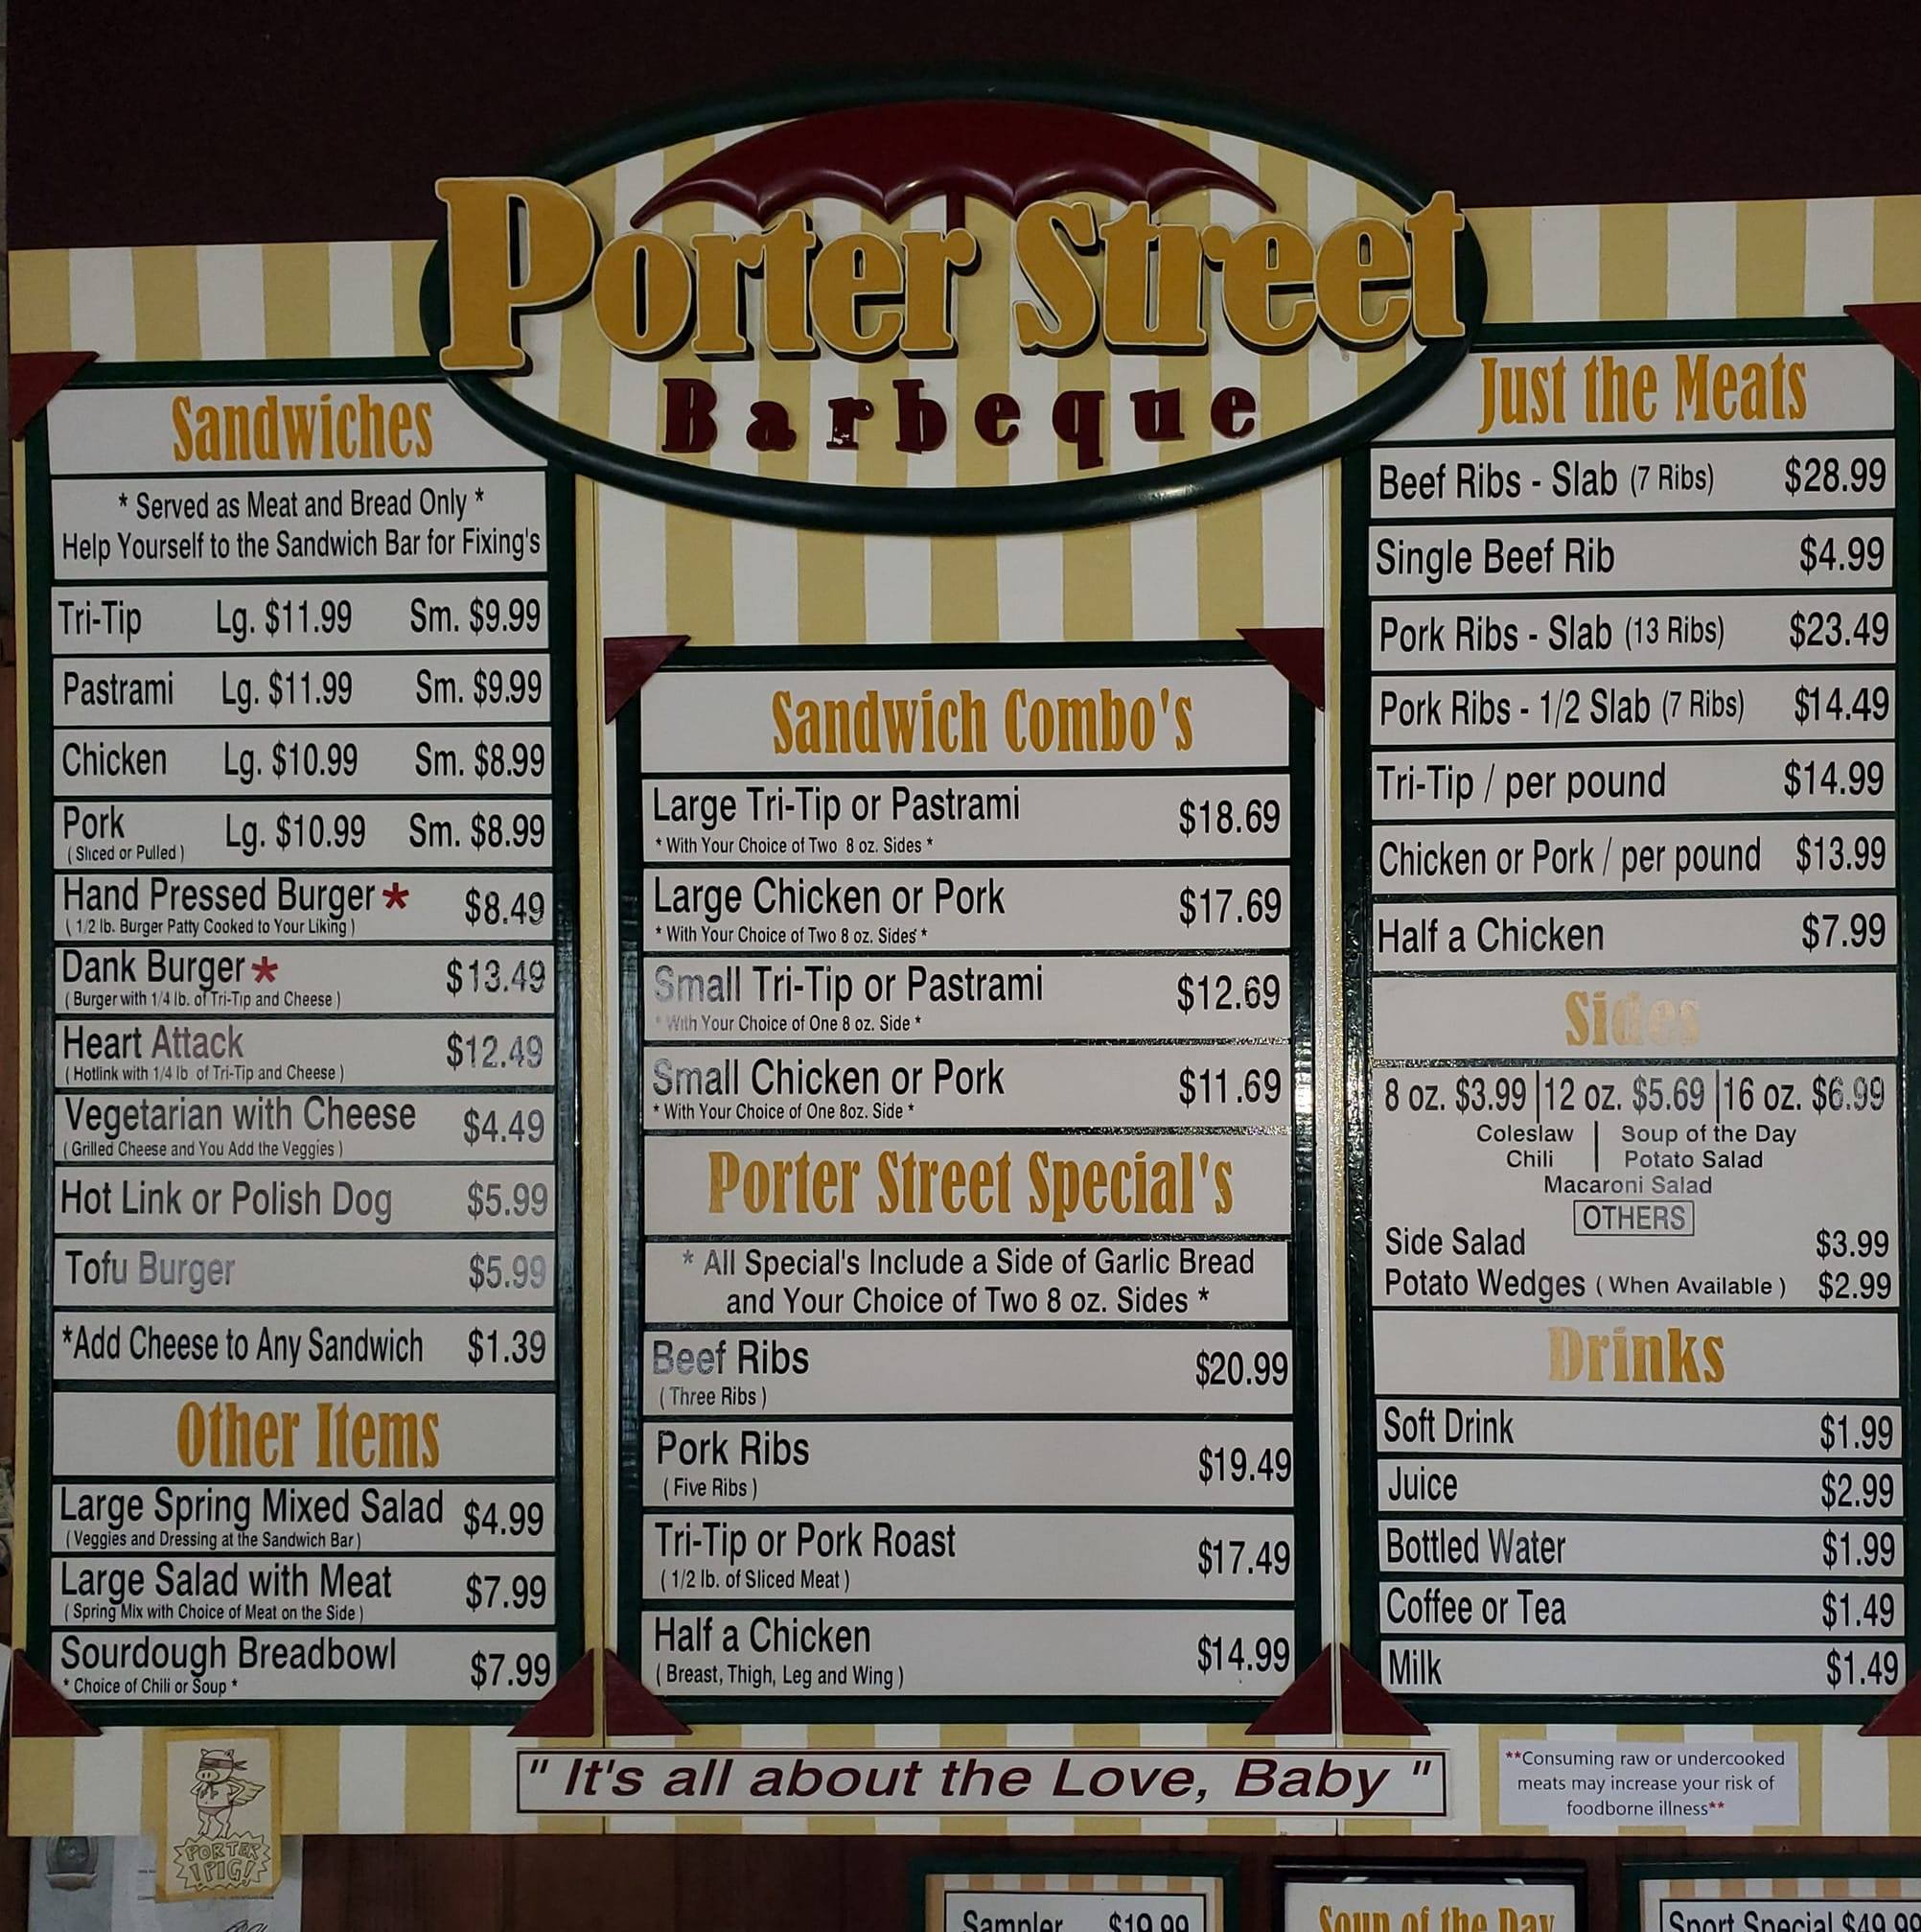 Porter Street
Barbeque
Sandwiches
* Served as Meat and Bread Only *
Help Yourself to the Sandwich Bar for Fixing's
Tri-Tip Lg. $11.99 Sm. $9.99
Pastrami Lg. $11.99 Sm. $9.99
Chicken Lg. $10.99 Sm. $8.99
Pork Lg. $10.99 Sm. $8.99
( Sliced or Pulled )
Hand Pressed Burger* $8.49
( 1/2 lb. Burger Patty Cooked to Your Liking )
Dank Burger* $13.49
( Burger with 1/4 lb. of Tri-Tip and Cheese )
Heart Attack $12.49
( Hotlink with 1/4 lb of Tri-Tip and Cheese )
Vegetarian with Cheese $4.49
( Grilled Cheese and You Add the Veggies )
Hot Link or Polish Dog $5.99
Tofu Burger $5.99
*Add Cheese to Any Sandwich $1.39
Other Items
Large Spring Mixed Salad $4.99
( Veggies and Dressing at the Sandwich Bar )
Large Salad with Meat $7.99
( Spring Mix with Choice of Meat on the Side )
Sourdough Breadbowl $7.99
* Choice of Chili or Soup *
Sandwich Combo's
Large Tri-Tip or Pastrami $18.69
* With Your Choice of Two 8 oz. Sides *
Large Chicken or Pork $17.69
* With Your Choice of Two 8 oz. Sides *
Small Tri-Tip or Pastrami $12.69
* With Your Choice of One 8 oz. Side *
Small Chicken or Pork $11.69
* With Your Choice of One 8oz. Side *
Porter Street Special's
* All Special's Include a Side of Garlic Bread
and Your Choice of Two 8 oz. Sides *
Beef Ribs $20.99
( Three Ribs )
Pork Ribs $19.49
( Five Ribs )
Tri-Tip or Pork Roast $17.49
( 1/2 lb. of Sliced Meat )
Half a Chicken $14.99
( Breast, Thigh, Leg and Wing )
Just the Meats
Beef Ribs - Slab (7 Ribs) $28.99
Single Beef Rib $4.99
Pork Ribs - Slab (13 Ribs) $23.49
Pork Ribs - 1/2 Slab (7 Ribs) $14.49
Tri-Tip / per pound $14.99
Chicken or Pork / per pound $13.99
Half a Chicken $7.99
Sides
8 oz. $3.99 | 12 oz. $5.69 | 16 oz. $6.99
Coleslaw | Soup of the Day
Chili | Potato Salad
Macaroni Salad
OTHERS
Side Salad $3.99
Potato Wedges ( When Available ) $2.99
Drinks
Soft Drink $1.99
Juice $2.99
Bottled Water $1.99
Coffee or Tea $1.49
Milk $1.49
" It's all about the Love, Baby "
**Consuming raw or undercooked
meats may increase your risk of
foodborne illness**
PORTER
PIG!
Sampler $19.99
Soup of the Day
Sport Special $49.99